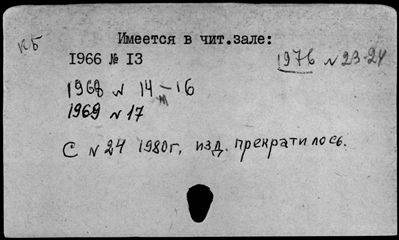 КБ
Имеется в чит.зале:
1966 № 13
1976 № 23-24
1968 № 14-16
1969 № 17
С № 24 1980г. изд. прекратилось.